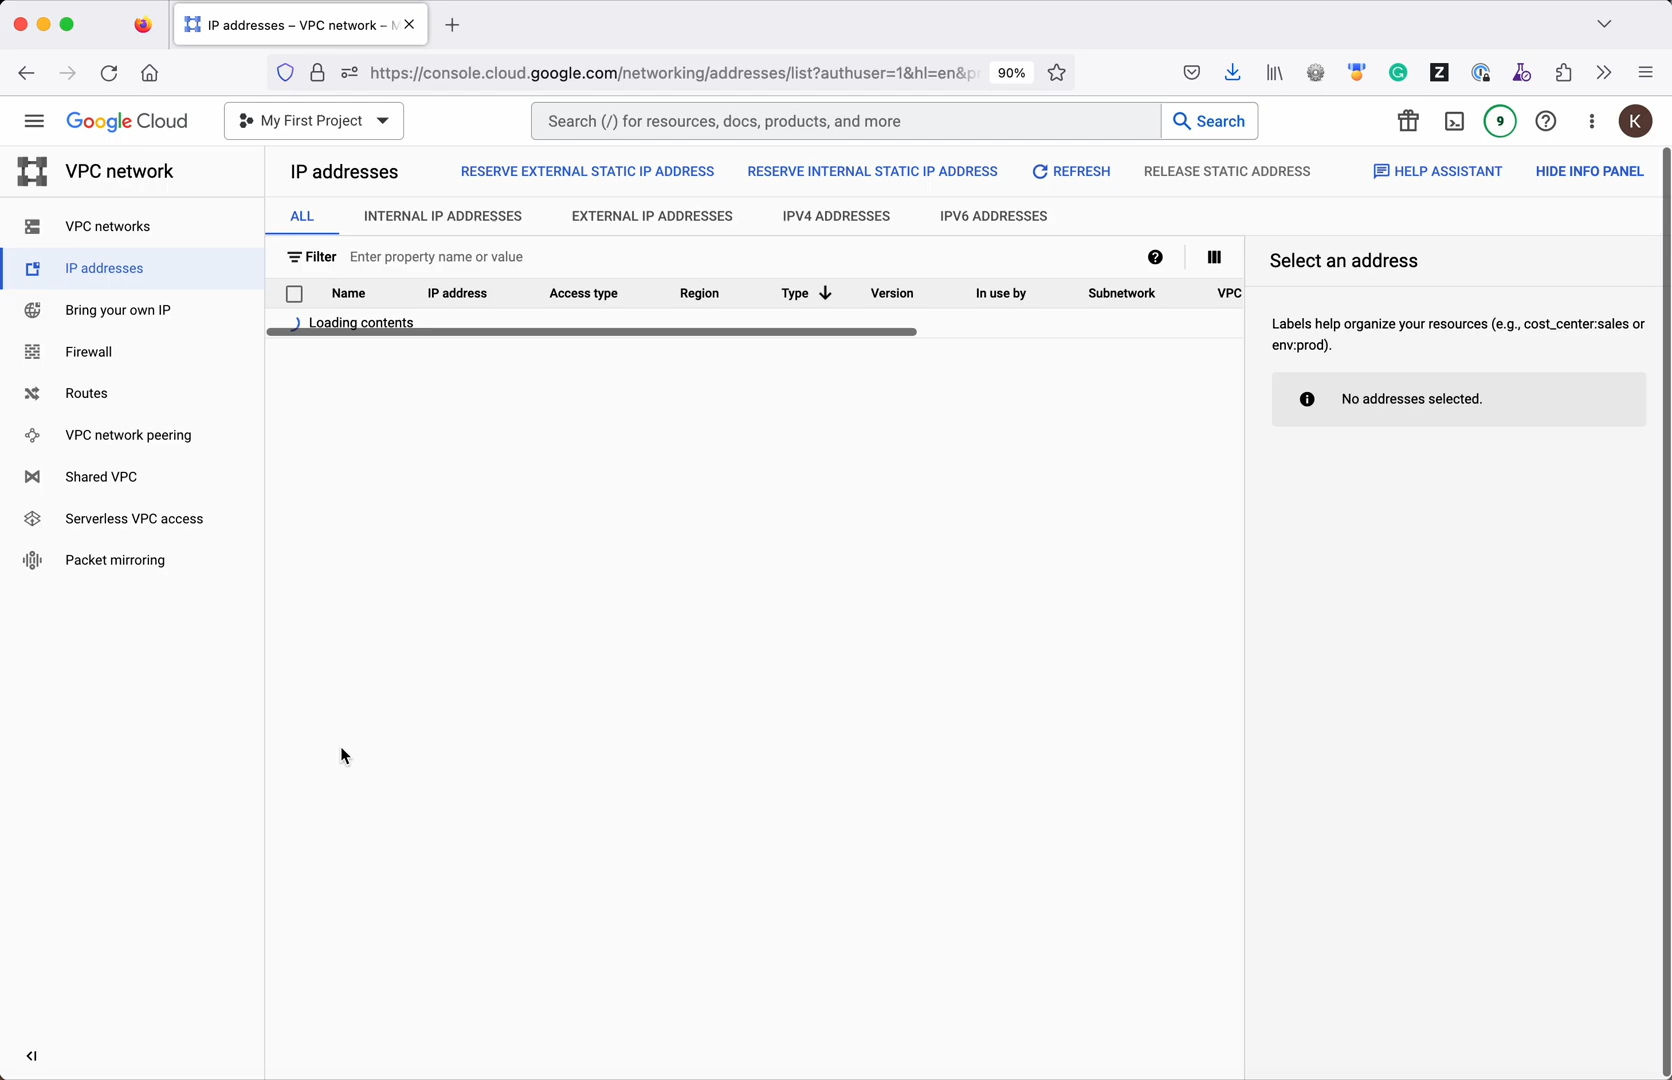 IP addresses – VPC network – M
https://console.cloud.google.com/networking/addresses/list?authuser=1&hl=en&p
90%
Google Cloud
My First Project
Search (/) for resources, docs, products, and more
Search
9
K
VPC network
IP addresses
RESERVE EXTERNAL STATIC IP ADDRESS
RESERVE INTERNAL STATIC IP ADDRESS
REFRESH
RELEASE STATIC ADDRESS
HELP ASSISTANT
HIDE INFO PANEL
VPC networks
IP addresses
Bring your own IP
Firewall
Routes
VPC network peering
Shared VPC
Serverless VPC access
Packet mirroring
ALL
INTERNAL IP ADDRESSES
EXTERNAL IP ADDRESSES
IPV4 ADDRESSES
IPV6 ADDRESSES
Filter
Enter property name or value
Name
IP address
Access type
Region
Type
Version
In use by
Subnetwork
VPC
Loading contents
Select an address
Labels help organize your resources (e.g., cost_center:sales or
env:prod).
No addresses selected.